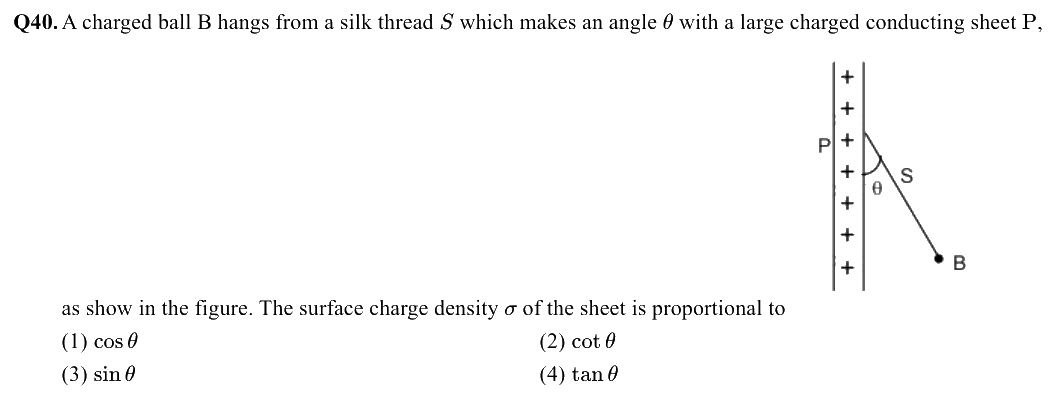 Q40. A charged ball B hangs from a silk thread S which makes an angle θ with a large charged conducting sheet P,
+
+
P +
+ S
θ
+
+
+ B
as show in the figure. The surface charge density σ of the sheet is proportional to
(1) cos θ (2) cot θ
(3) sin θ (4) tan θ